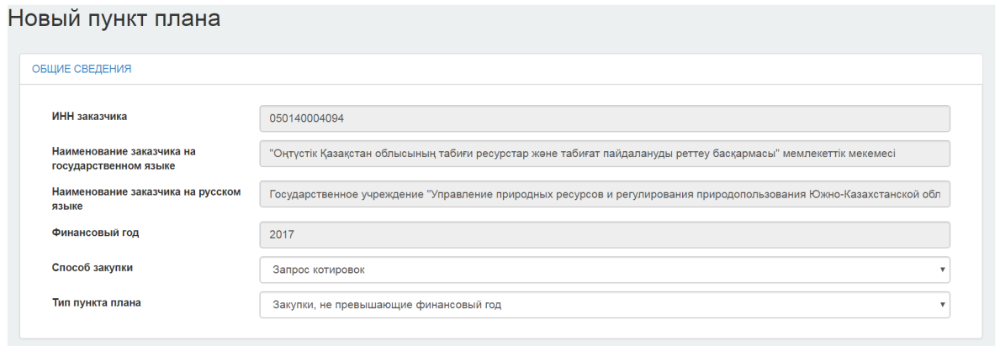 Новый пункт плана
ОБЩИЕ СВЕДЕНИЯ
ИНН заказчика
050140004094
Наименование заказчика на
государственном языке
"Оңтүстік Қазақстан облысының табиғи ресурстар және табиғат пайдалануды реттеу басқармасы" мемлекеттік мекемесі
Наименование заказчика на русском
языке
Государственное учреждение "Управление природных ресурсов и регулирования природопользования Южно-Казахстанской обл
Финансовый год
2017
Способ закупки
Запрос котировок
Тип пункта плана
Закупки, не превышающие финансовый год